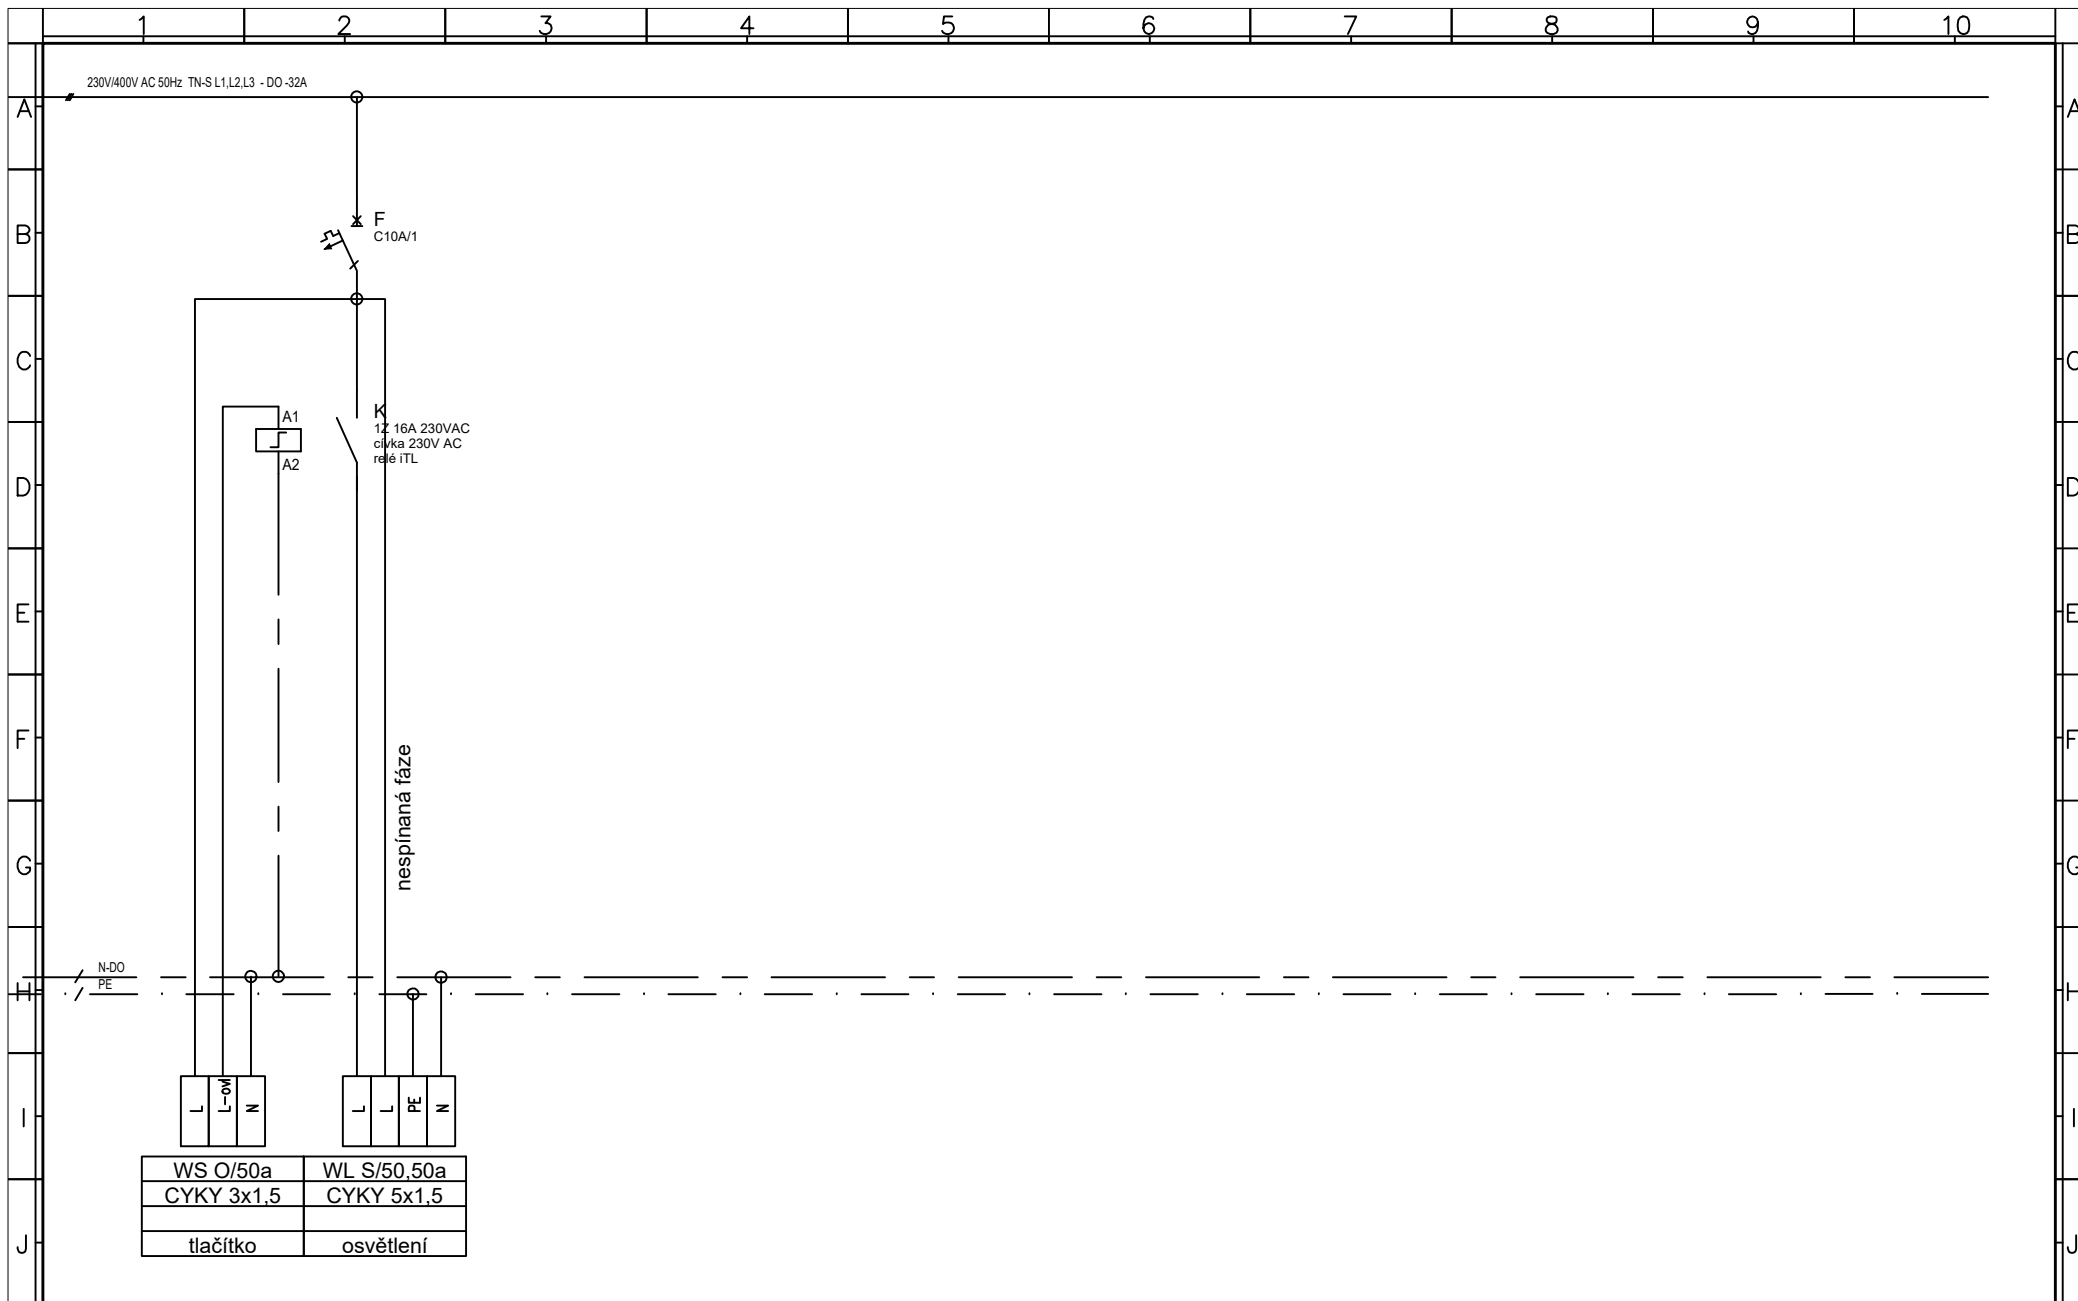 1 2 3 4 5 6 7 8 9 10
230V/400V AC 50Hz TN-S L1,L2,L3 - DO -32A
A A
F
B B
C10A/1
C C
K
A1
1Z 16A 230VAC
cívka 230V AC
relé iTL
A2
D D
E E
F F
nespínaná fáze
G G
N-DO
PE
H H
L L-ovl N L L PE N
I I
WS O/50a WL S/50,50a
CYKY 3x1,5 CYKY 5x1,5
tlačítko osvětlení
J J